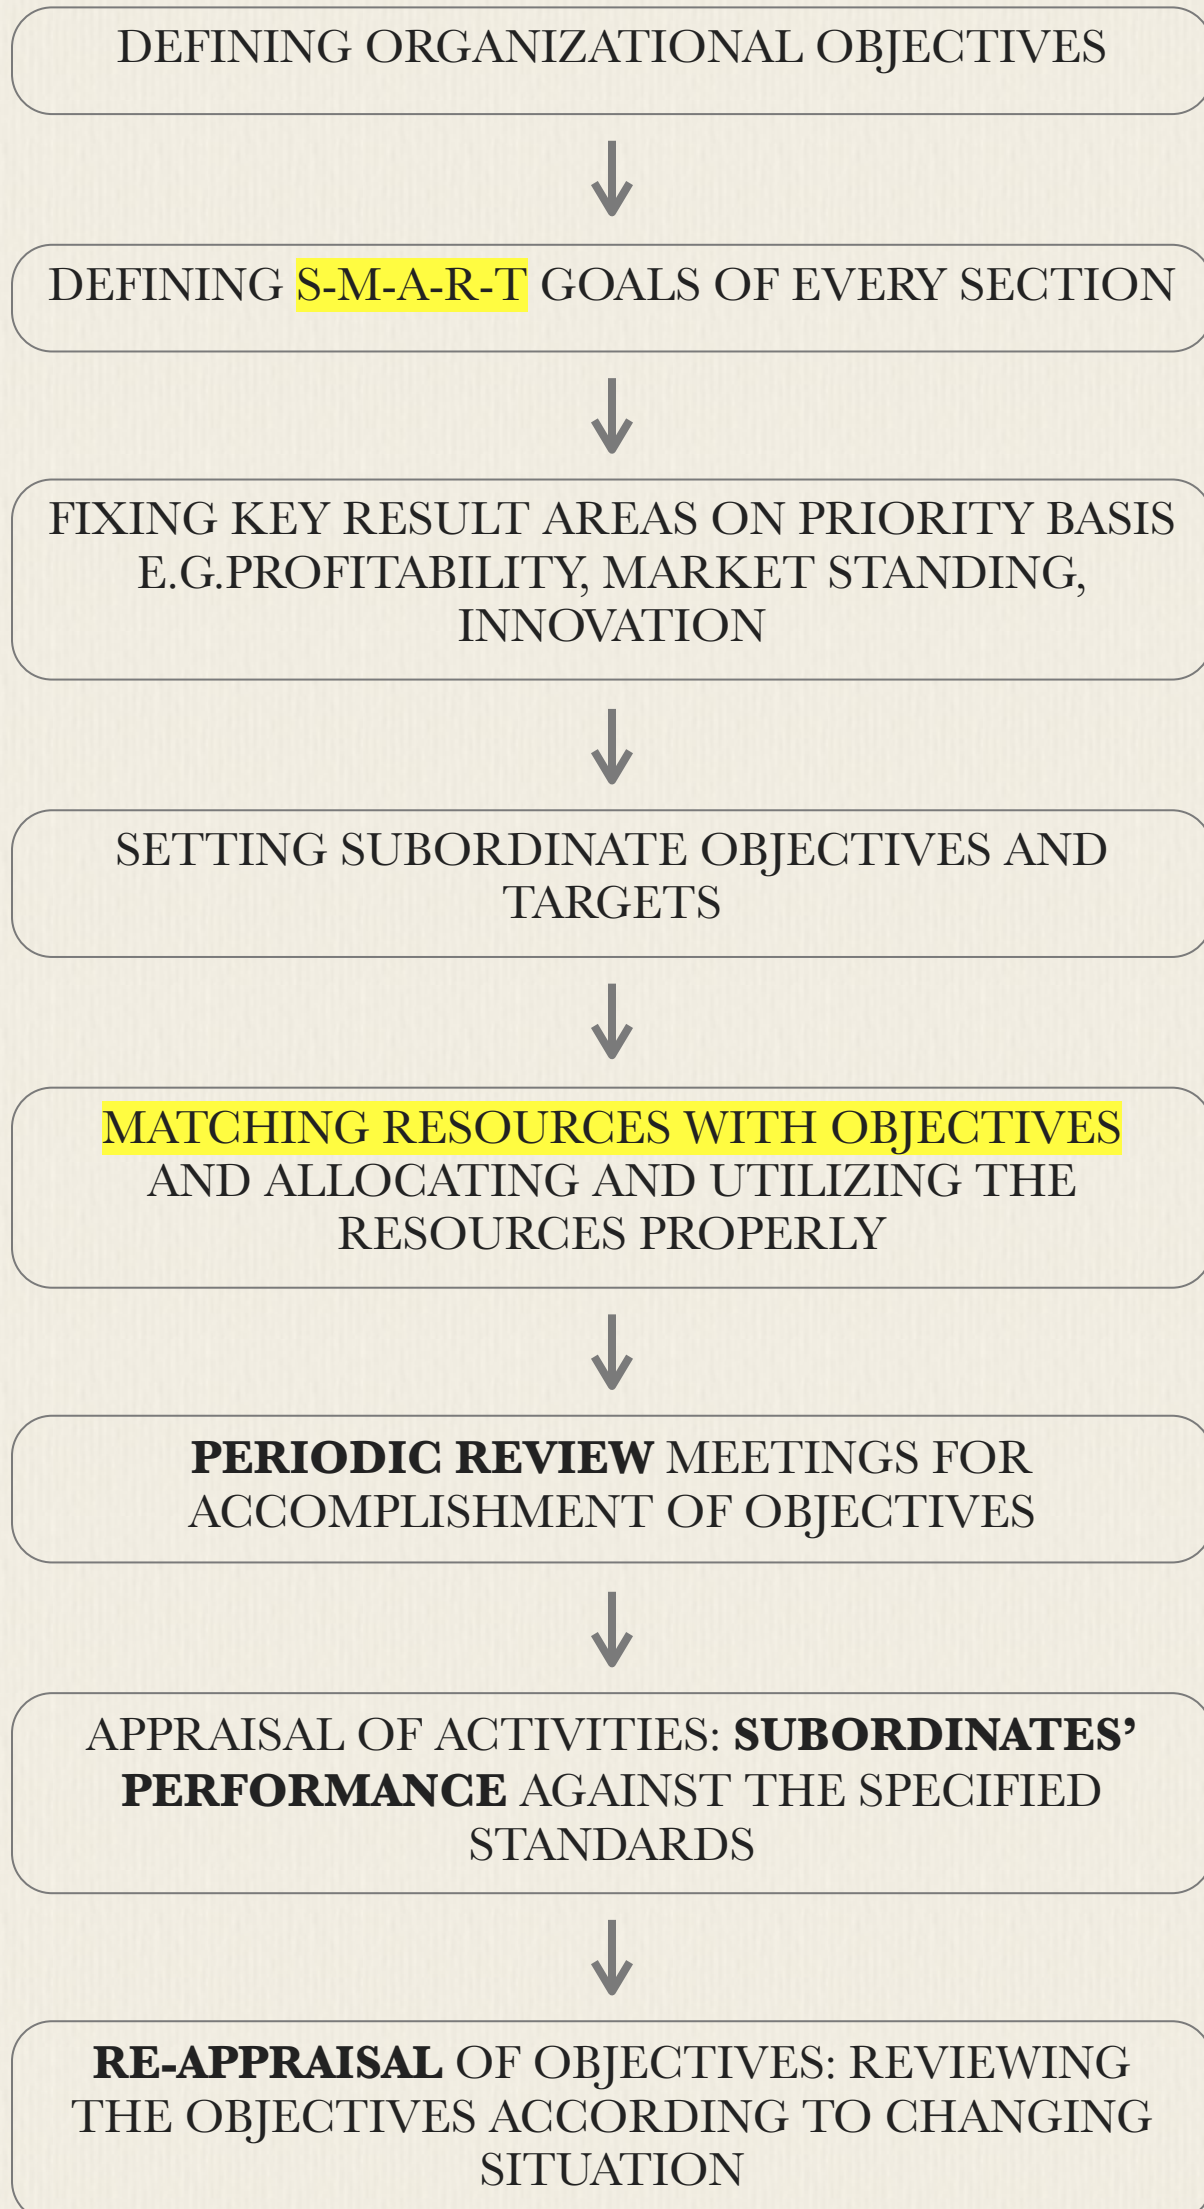 DEFINING ORGANIZATIONAL OBJECTIVES
DEFINING S-M-A-R-T GOALS OF EVERY SECTION
FIXING KEY RESULT AREAS ON PRIORITY BASIS
E.G.PROFITABILITY, MARKET STANDING,
INNOVATION
SETTING SUBORDINATE OBJECTIVES AND
TARGETS
MATCHING RESOURCES WITH OBJECTIVES
AND ALLOCATING AND UTILIZING THE
RESOURCES PROPERLY
PERIODIC REVIEW MEETINGS FOR
ACCOMPLISHMENT OF OBJECTIVES
APPRAISAL OF ACTIVITIES: SUBORDINATES’
PERFORMANCE AGAINST THE SPECIFIED
STANDARDS
RE-APPRAISAL OF OBJECTIVES: REVIEWING
THE OBJECTIVES ACCORDING TO CHANGING
SITUATION